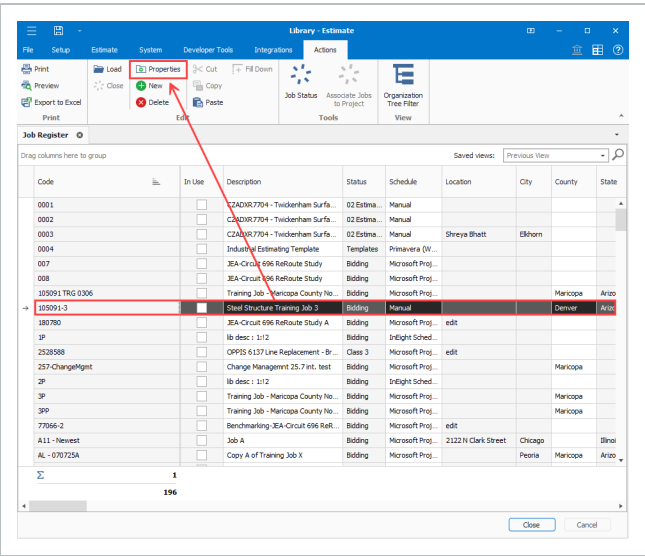 Library - Estimate
File Setup Estimate System Developer Tools Integrations Actions
Print Load Properties Cut Fill Down
Preview Close New Copy Job Status Associate Jobs to Project Organization Tree Filter
Export to Excel Delete Paste
Print Edit Tools View
Job Register
Drag columns here to group Saved views: Previous View
Code In Use Description Status Schedule Location City County State
0001 CZADXR7704 - Twickenham Surfa... 02 Estima... Manual
0002 CZADXR7704 - Twickenham Surfa... 02 Estima... Manual
0003 CZADXR7704 - Twickenham Surfa... 02 Estima... Manual Shreya Bhatt Elkhorn
0004 Industrial Estimating Template Templates Primavera (W...
007 JEA-Circuit 696 ReRoute Study Bidding Microsoft Proj...
008 JEA-Circuit 696 ReRoute Study Bidding Microsoft Proj...
105091 TRG 0306 Training Job - Maricopa County No... Bidding Microsoft Proj... Maricopa Arizo
105091-3 Steel Structure Training Job 3 Bidding Manual Denver Arizo
180780 JEA-Circuit 696 ReRoute Study A Bidding Microsoft Proj... edit
1P lib desc : 1:!2 Bidding InEight Sched...
2528588 OPPIS 6137 Line Replacement - Br... Class 3 Microsoft Proj... edit
257-ChangeMgmt Change Managemnt 25.7 int. test Bidding Microsoft Proj... Maricopa
2P lib desc : 1:!2 Bidding InEight Sched...
3P Training Job - Maricopa County No... Bidding Microsoft Proj... Maricopa
3PP Training Job - Maricopa County No... Bidding Microsoft Proj... Maricopa
77066-2 Benchmarking-JEA-Circuit 696 ReR... Bidding Microsoft Proj... edit
A11 - Newest Job A Bidding Microsoft Proj... 2122 N Clark Street Chicago Illinoi
AL - 070725A Copy A of Training Job X Bidding Microsoft Proj... Peoria Maricopa Arizo
Σ 1
196
Close Cancel